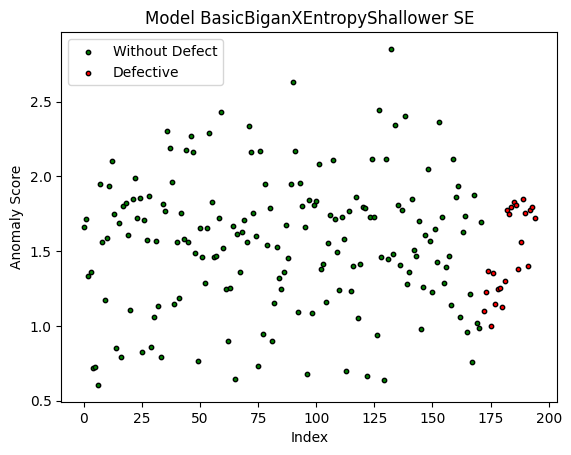 Model BasicBiganXEntropyShallower SE
Without Defect
Defective
Anomaly Score
2.5
2.0
1.5
1.0
0.5
0 25 50 75 100 125 150 175 200
Index